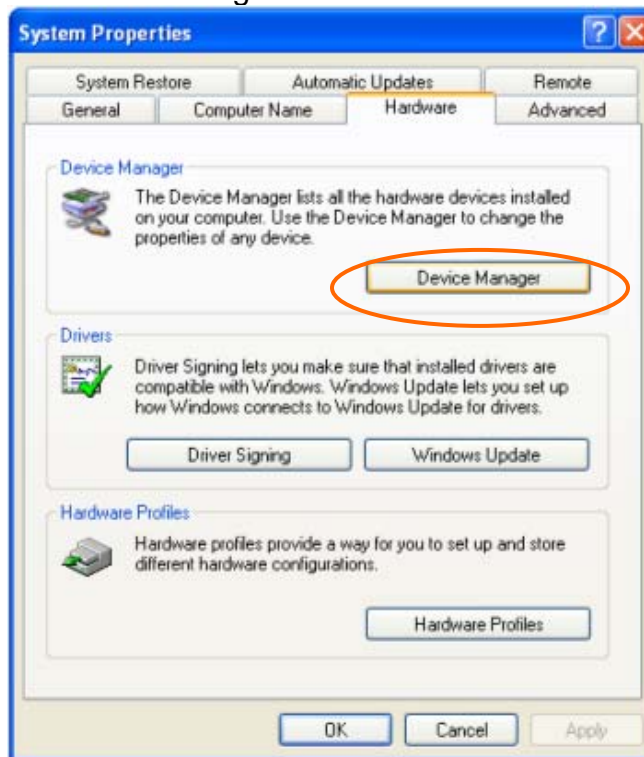 System Properties
System Restore Automatic Updates Remote
General Computer Name Hardware Advanced
Device Manager
The Device Manager lists all the hardware devices installed
on your computer. Use the Device Manager to change the
properties of any device.
Device Manager
Drivers
Driver Signing lets you make sure that installed drivers are
compatible with Windows. Windows Update lets you set up
how Windows connects to Windows Update for drivers.
Driver Signing Windows Update
Hardware Profiles
Hardware profiles provide a way for you to set up and store
different hardware configurations.
Hardware Profiles
OK Cancel Apply